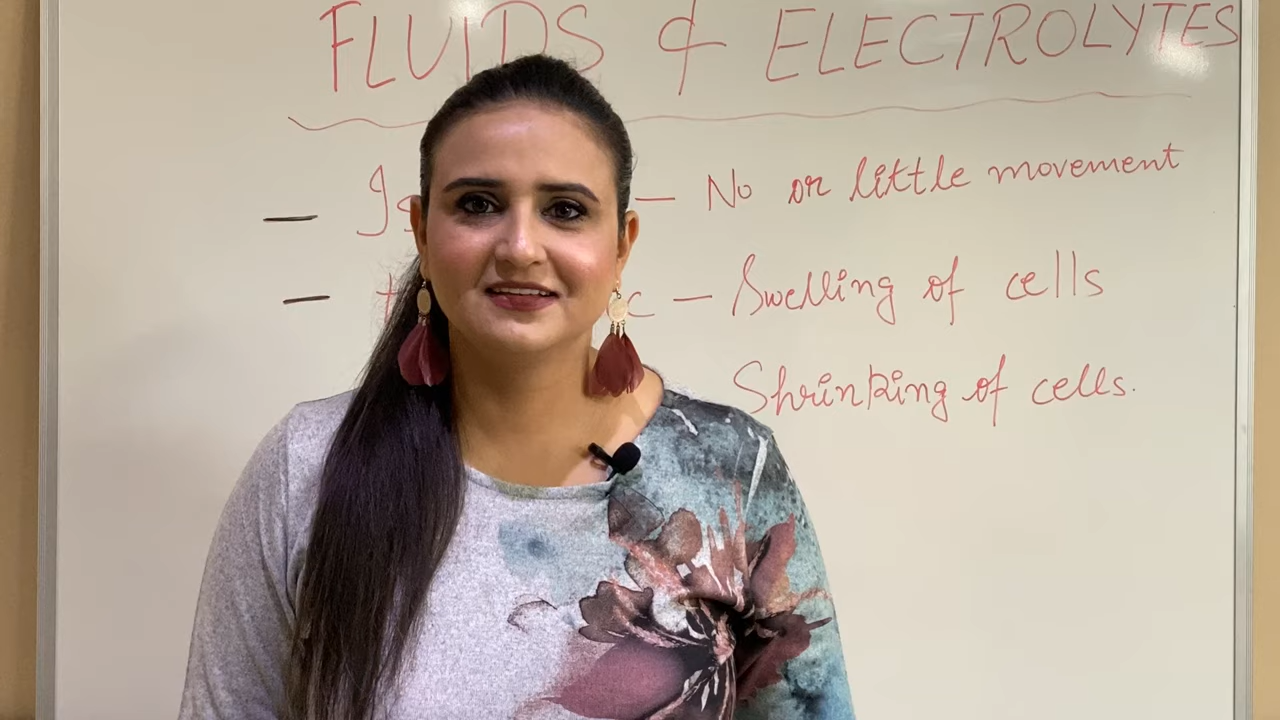 FLUIDS & ELECTROLYTES
— — No or little movement
— — Swelling of cells
Shrinking of cells.